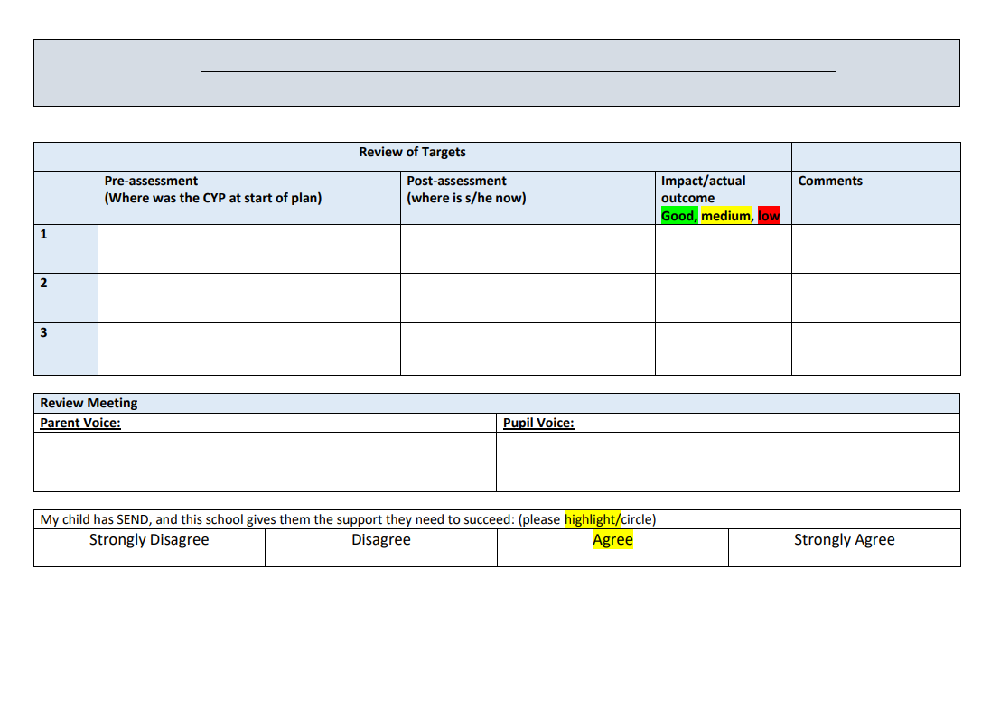 Review of Targets
Pre-assessment
(Where was the CYP at start of plan)
Post-assessment
(where is s/he now)
Impact/actual
outcome
Good, medium, low
Comments
1
2
3
Review Meeting
Parent Voice:
Pupil Voice:
My child has SEND, and this school gives them the support they need to succeed: (please highlight/circle)
Strongly Disagree
Disagree
Agree
Strongly Agree